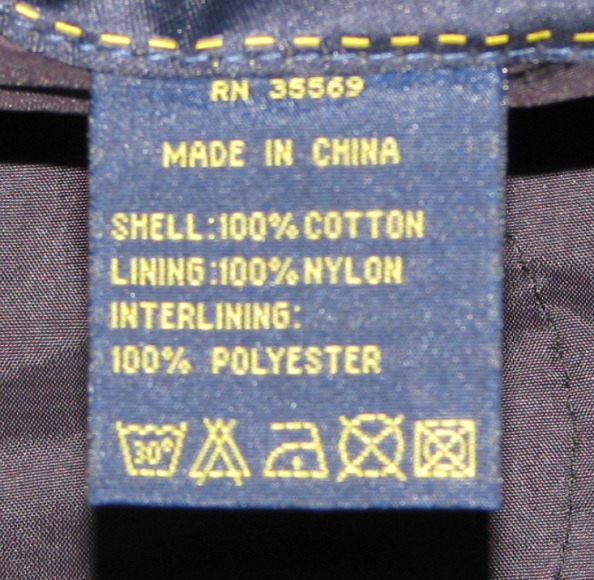 RN 35569
MADE IN CHINA
SHELL:100%COTTON
LINING:100%NYLON
INTERLINING:
100% POLYESTER
30°